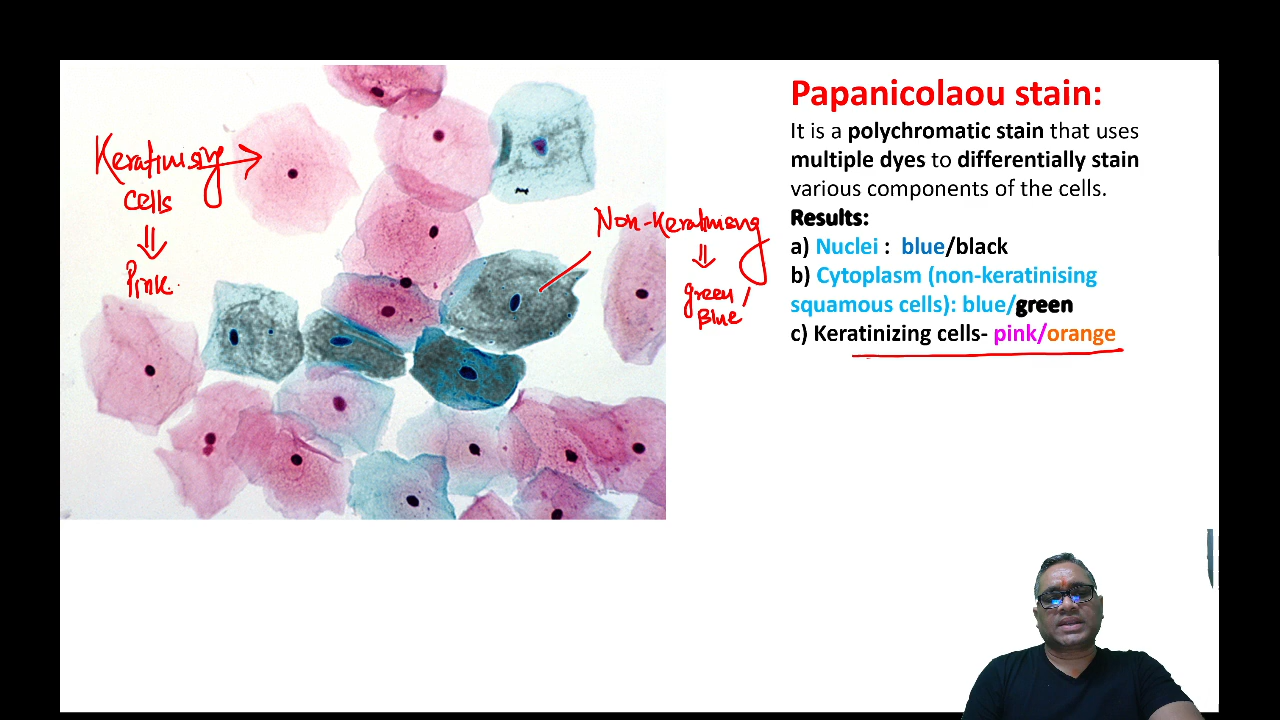 Papanicolaou stain:
It is a polychromatic stain that uses
multiple dyes to differentially stain
various components of the cells.
Results:
a) Nuclei : blue/black
b) Cytoplasm (non-keratinising
squamous cells): blue/green
c) Keratinizing cells- pink/orange
Keratinising
cells
Pink.
Non-Keratinising
green /
Blue